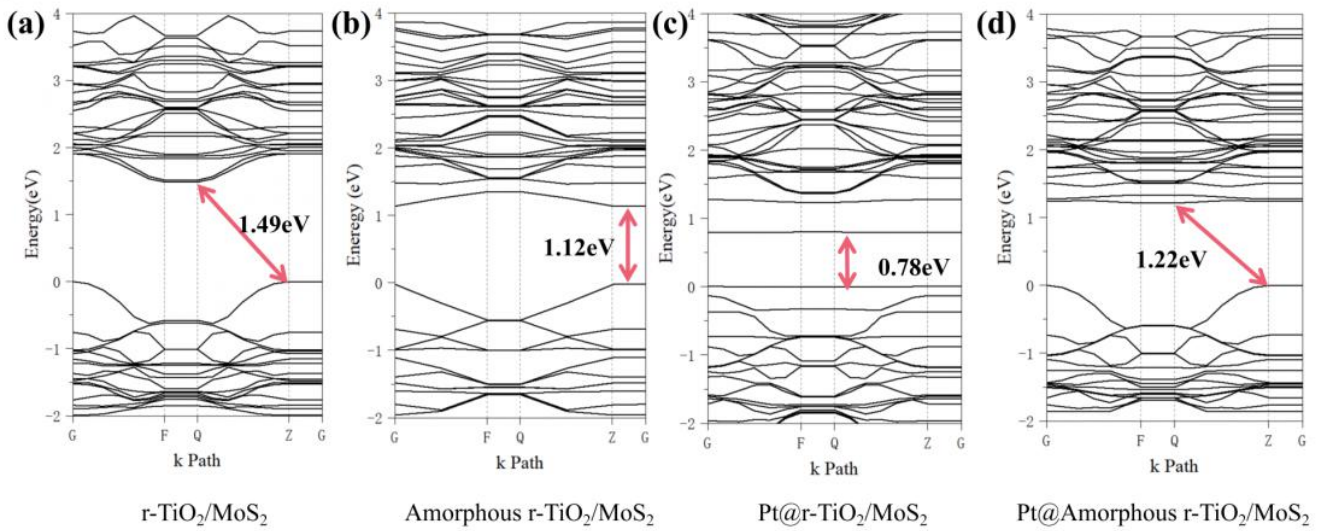 (a)
4
3
2
1
0
-1
-2
Energy(eV)
1.49eV
G F Q Z G
k Path
r-TiO₂/MoS₂
(b)
4
3
2
1
0
-1
-2
Eneregy (eV)
1.12eV
G F Q Z G
k Path
Amorphous r-TiO₂/MoS₂
(c)
4
3
2
1
0
-1
-2
Energy (eV)
0.78eV
G F Q Z G
k Path
Pt@r-TiO₂/MoS₂
(d)
4
3
2
1
0
-1
-2
Energy (eV)
1.22eV
G F Q Z G
k Path
Pt@Amorphous r-TiO₂/MoS₂